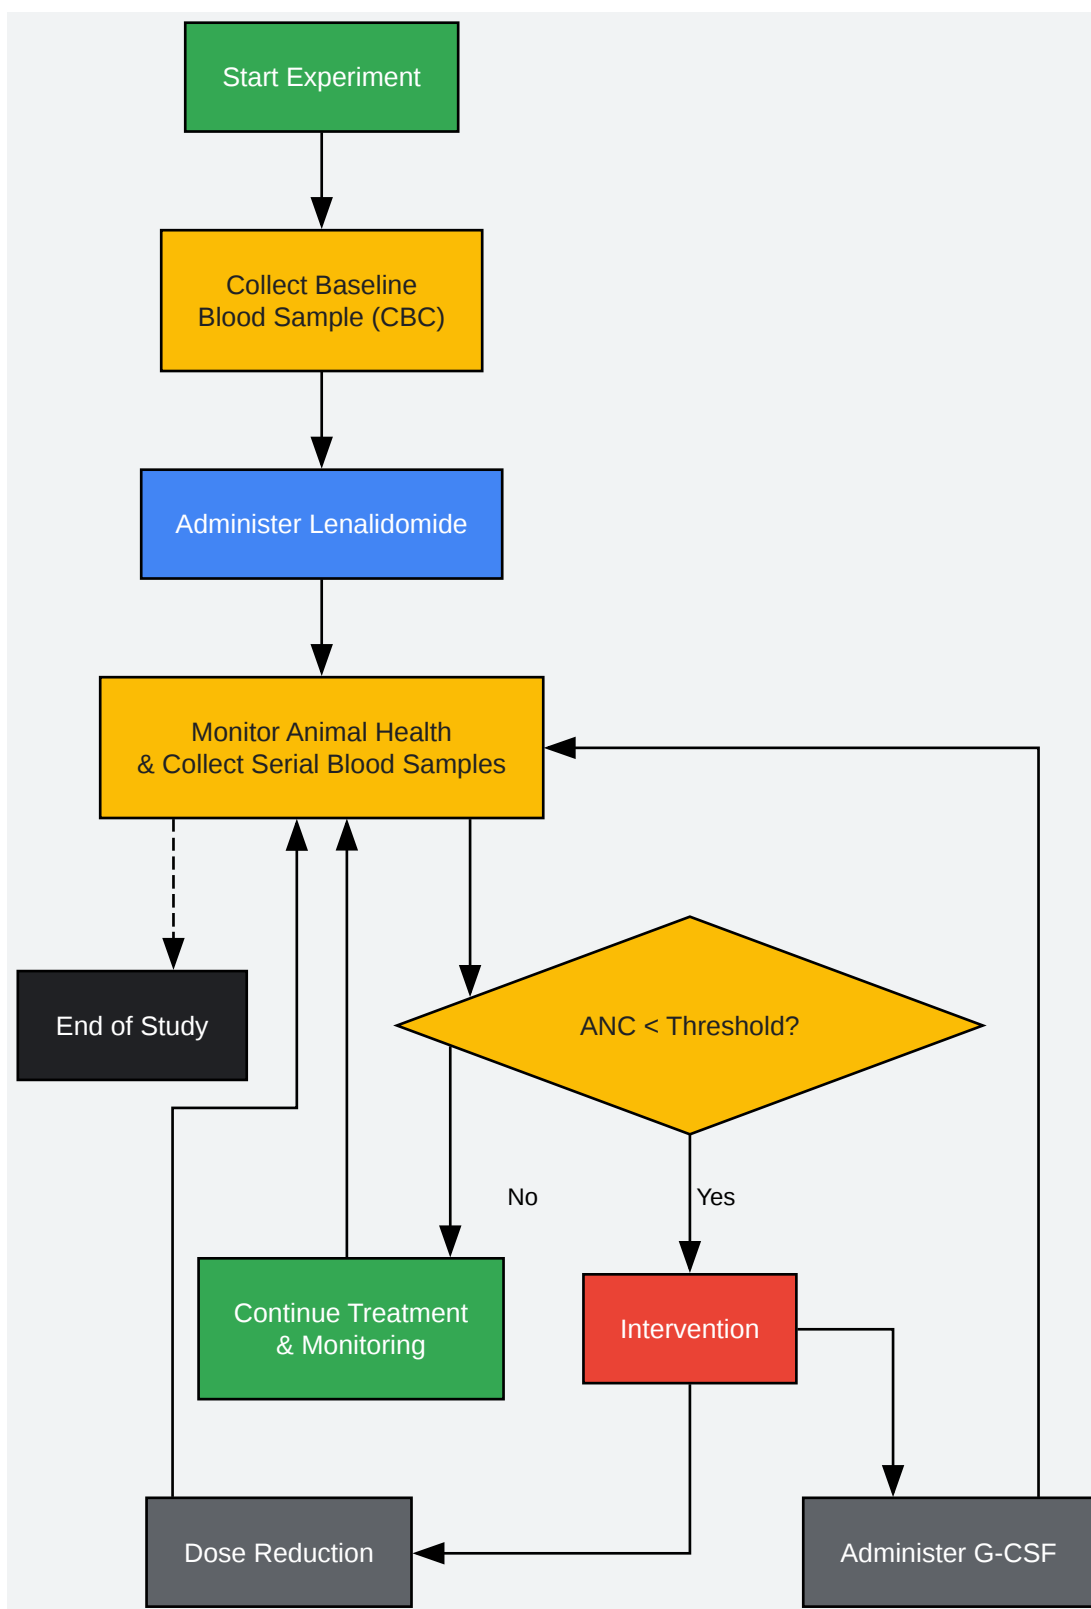 Start Experiment
Collect Baseline
Blood Sample (CBC)
Administer Lenalidomide
Monitor Animal Health
& Collect Serial Blood Samples
End of Study
ANC < Threshold?
No
Yes
Continue Treatment
& Monitoring
Intervention
Dose Reduction
Administer G-CSF